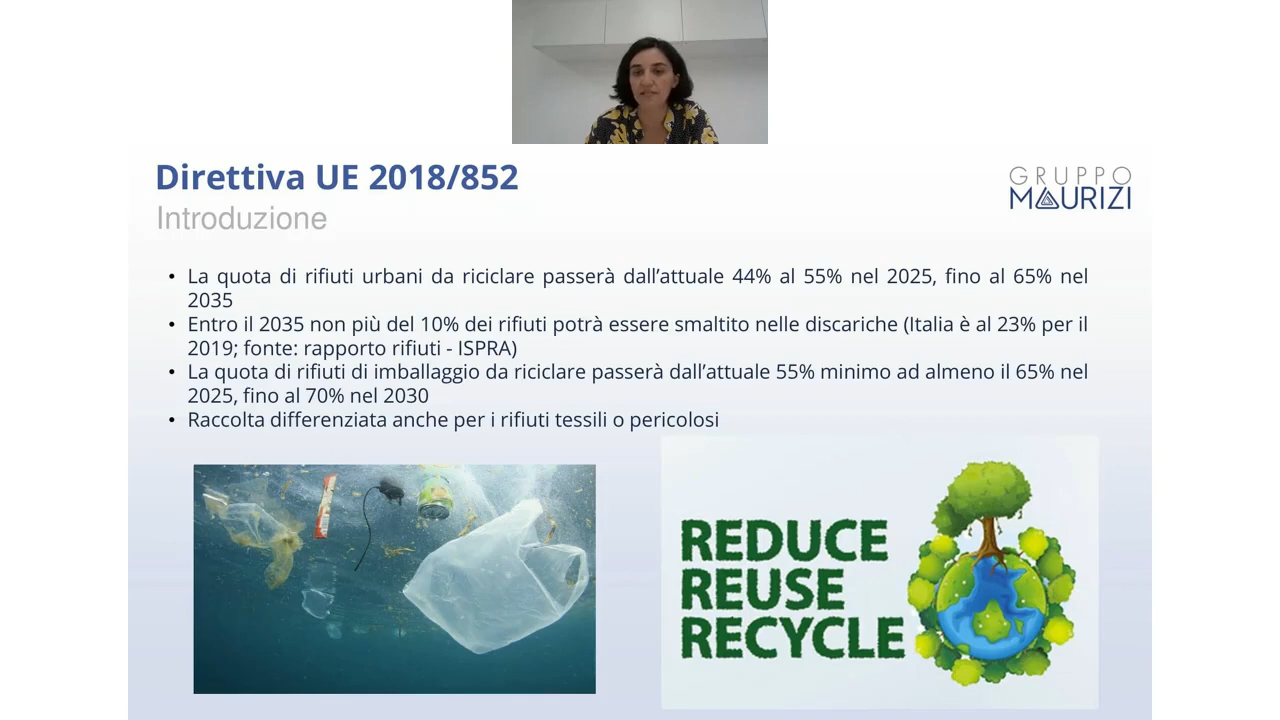 Direttiva UE 2018/852
GRUPPO
MAURIZI
Introduzione
• La quota di rifiuti urbani da riciclare passerà dall’attuale 44% al 55% nel 2025, fino al 65% nel
2035
• Entro il 2035 non più del 10% dei rifiuti potrà essere smaltito nelle discariche (Italia è al 23% per il
2019; fonte: rapporto rifiuti - ISPRA)
• La quota di rifiuti di imballaggio da riciclare passerà dall’attuale 55% minimo ad almeno il 65% nel
2025, fino al 70% nel 2030
• Raccolta differenziata anche per i rifiuti tessili o pericolosi
REDUCE
REUSE
RECYCLE